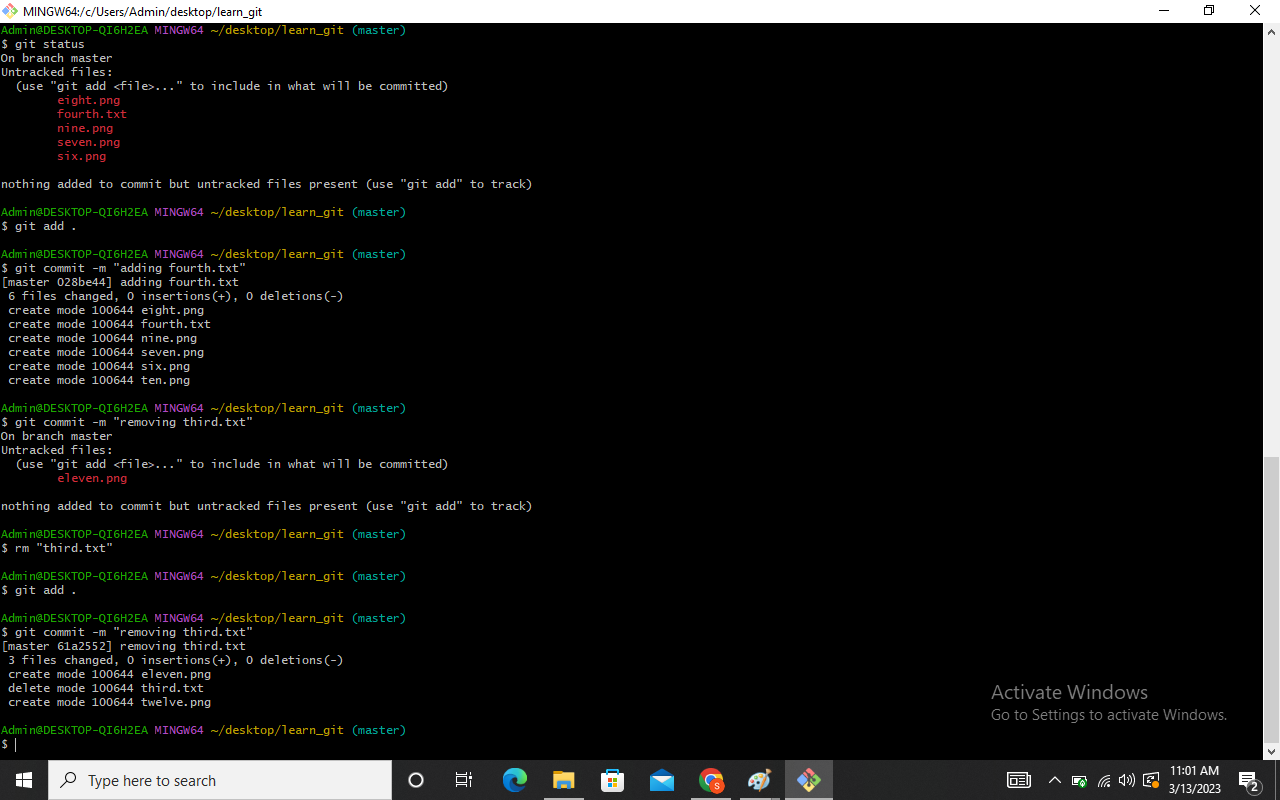 MINGW64:/c/Users/Admin/desktop/learn_git
Admin@DESKTOP-QI6H2EA MINGW64 ~/desktop/learn_git (master)
$ git status
On branch master
Untracked files:
  (use "git add <file>..." to include in what will be committed)
        eight.png
        fourth.txt
        nine.png
        seven.png
        six.png
nothing added to commit but untracked files present (use "git add" to track)
Admin@DESKTOP-QI6H2EA MINGW64 ~/desktop/learn_git (master)
$ git add .
Admin@DESKTOP-QI6H2EA MINGW64 ~/desktop/learn_git (master)
$ git commit -m "adding fourth.txt"
[master 028be44] adding fourth.txt
 6 files changed, 0 insertions(+), 0 deletions(-)
 create mode 100644 eight.png
 create mode 100644 fourth.txt
 create mode 100644 nine.png
 create mode 100644 seven.png
 create mode 100644 six.png
 create mode 100644 ten.png
Admin@DESKTOP-QI6H2EA MINGW64 ~/desktop/learn_git (master)
$ git commit -m "removing third.txt"
On branch master
Untracked files:
  (use "git add <file>..." to include in what will be committed)
        eleven.png
nothing added to commit but untracked files present (use "git add" to track)
Admin@DESKTOP-QI6H2EA MINGW64 ~/desktop/learn_git (master)
$ rm "third.txt"
Admin@DESKTOP-QI6H2EA MINGW64 ~/desktop/learn_git (master)
$ git add .
Admin@DESKTOP-QI6H2EA MINGW64 ~/desktop/learn_git (master)
$ git commit -m "removing third.txt"
[master 61a2552] removing third.txt
 3 files changed, 0 insertions(+), 0 deletions(-)
 create mode 100644 eleven.png
 delete mode 100644 third.txt
 create mode 100644 twelve.png
Admin@DESKTOP-QI6H2EA MINGW64 ~/desktop/learn_git (master)
$
Activate Windows
Go to Settings to activate Windows.
Type here to search
S
11:01 AM
3/13/2023
2